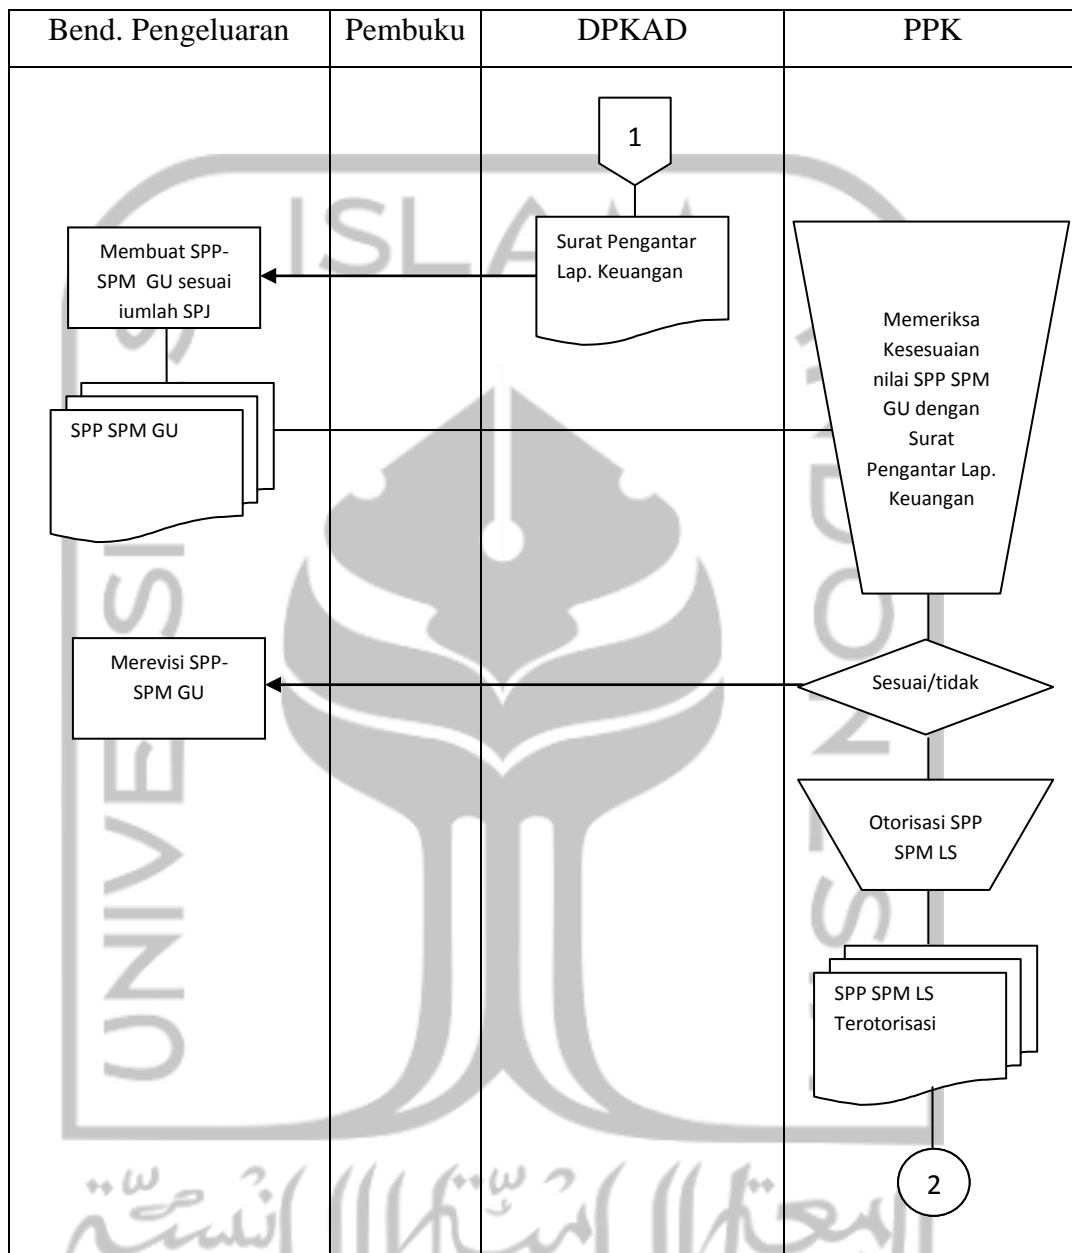 Bend. Pengeluaran
Pembuku
DPKAD
PPK
1
Surat Pengantar
Lap. Keuangan
Membuat SPP-
SPM GU sesuai
iumlah SPJ
SPP SPM GU
Memeriksa
Kesesuaian
nilai SPP SPM
GU dengan
Surat
Pengantar Lap.
Keuangan
Merevisi SPP-
SPM GU
Sesuai/tidak
Otorisasi SPP
SPM LS
SPP SPM LS
Terotorisasi
2
ISLAM